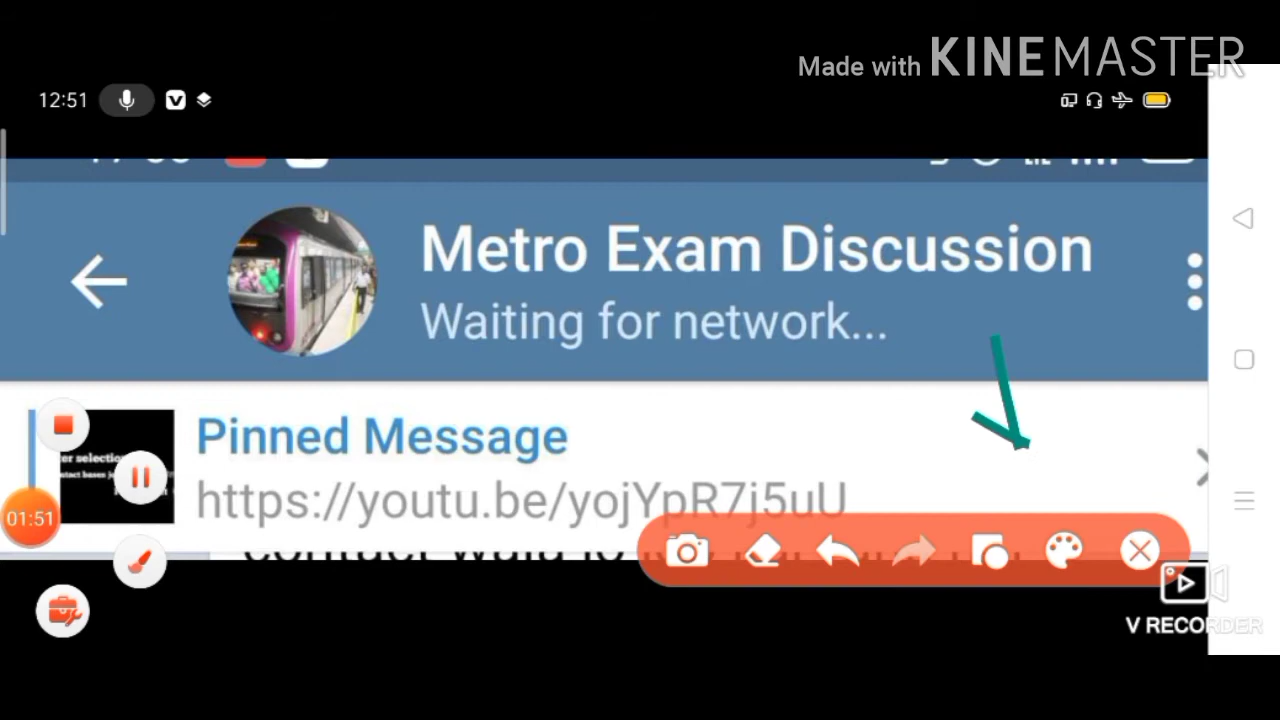 Made with KINEMASTER
12:51
Metro Exam Discussion
Waiting for network...
Pinned Message
https://youtu.be/yojYpR7j5uU
01:51
V RECORDER